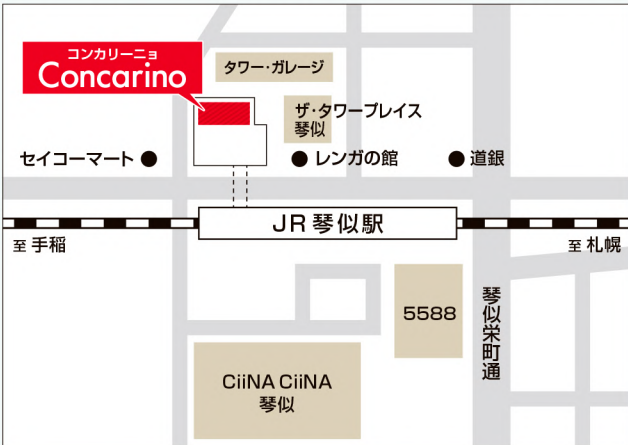 コンカリーニョ
Concarino
タワー・ガレージ
ザ・タワープレイス
琴似
セイコーマート
レンガの館
道銀
JR 琴似駅
至 手稲
至 札幌
5588
琴似栄町通
CiiNA CiiNA
琴似